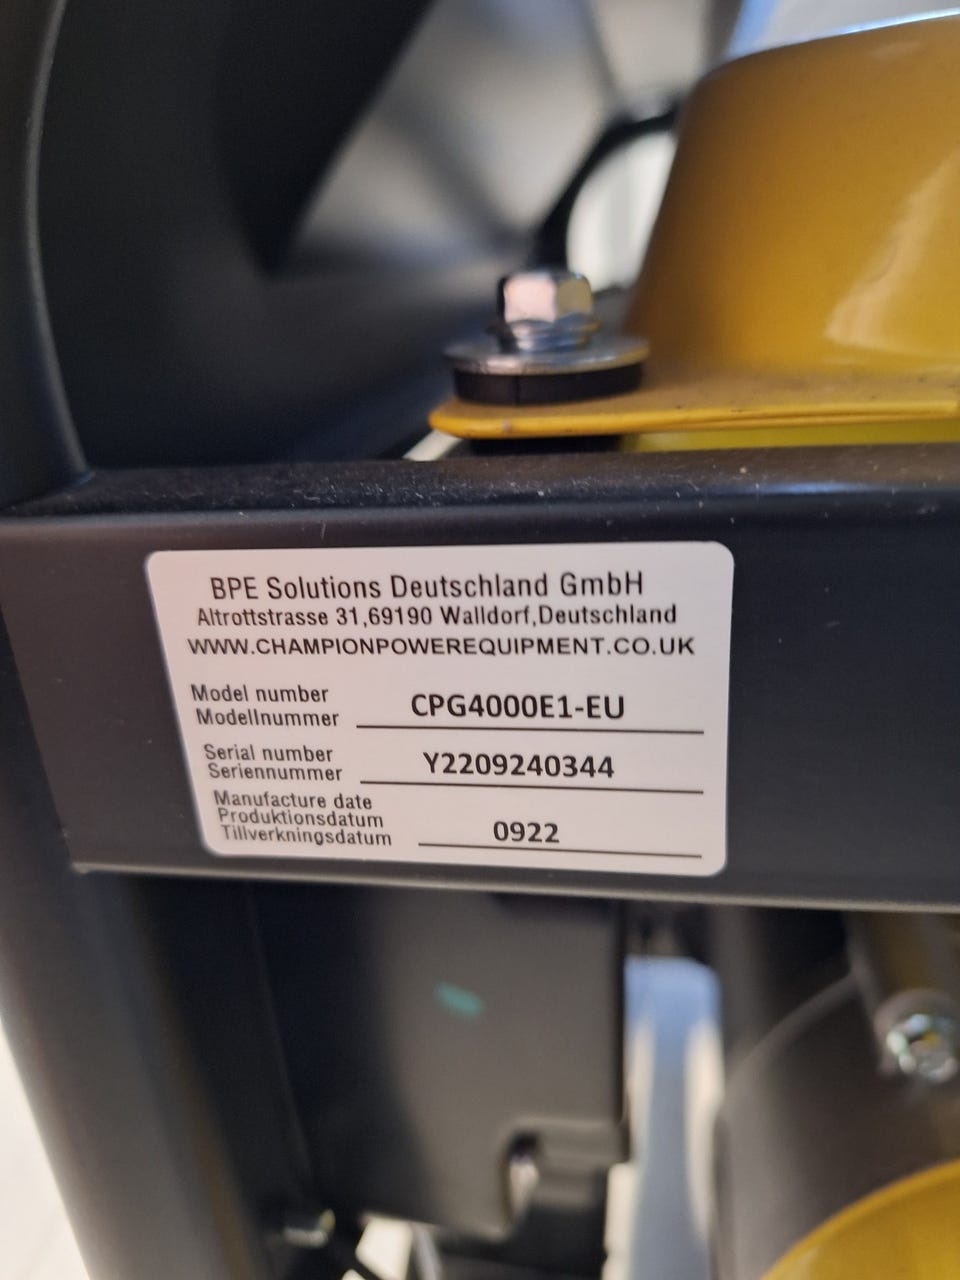 BPE Solutions Deutschland GmbH
Altrottstrasse 31,69190 Walldorf,Deutschland
WWW.CHAMPIONPOWEREQUIPMENT.CO.UK
Model number
Modellnummer CPG4000E1-EU
Serial number
Seriennummer Y2209240344
Manufacture date
Produktionsdatum
Tillverkningsdatum 0922